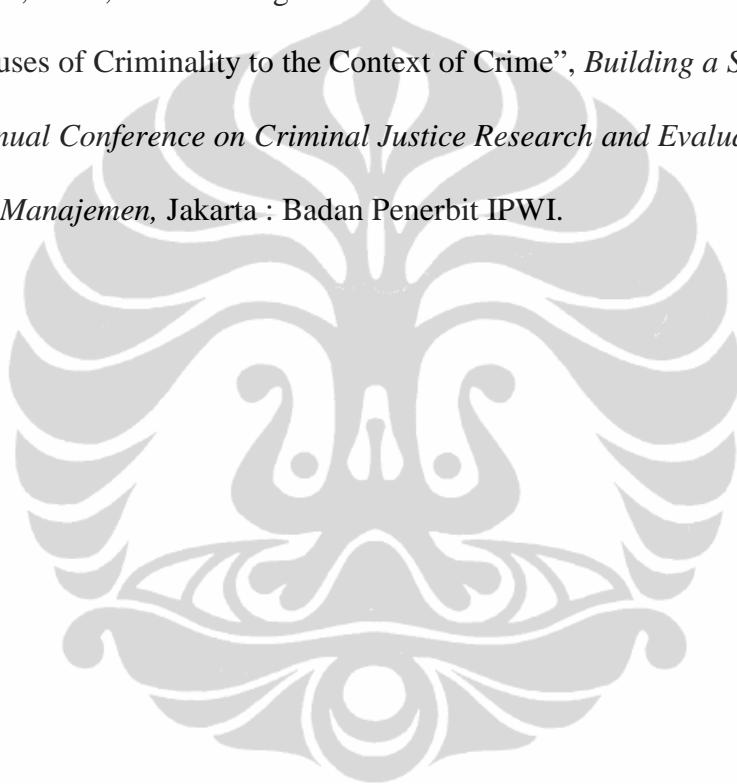 uses of Criminality to the Context of Crime”, Building a S
nual Conference on Criminal Justice Research and Evalua
Manajemen, Jakarta : Badan Penerbit IPWI.